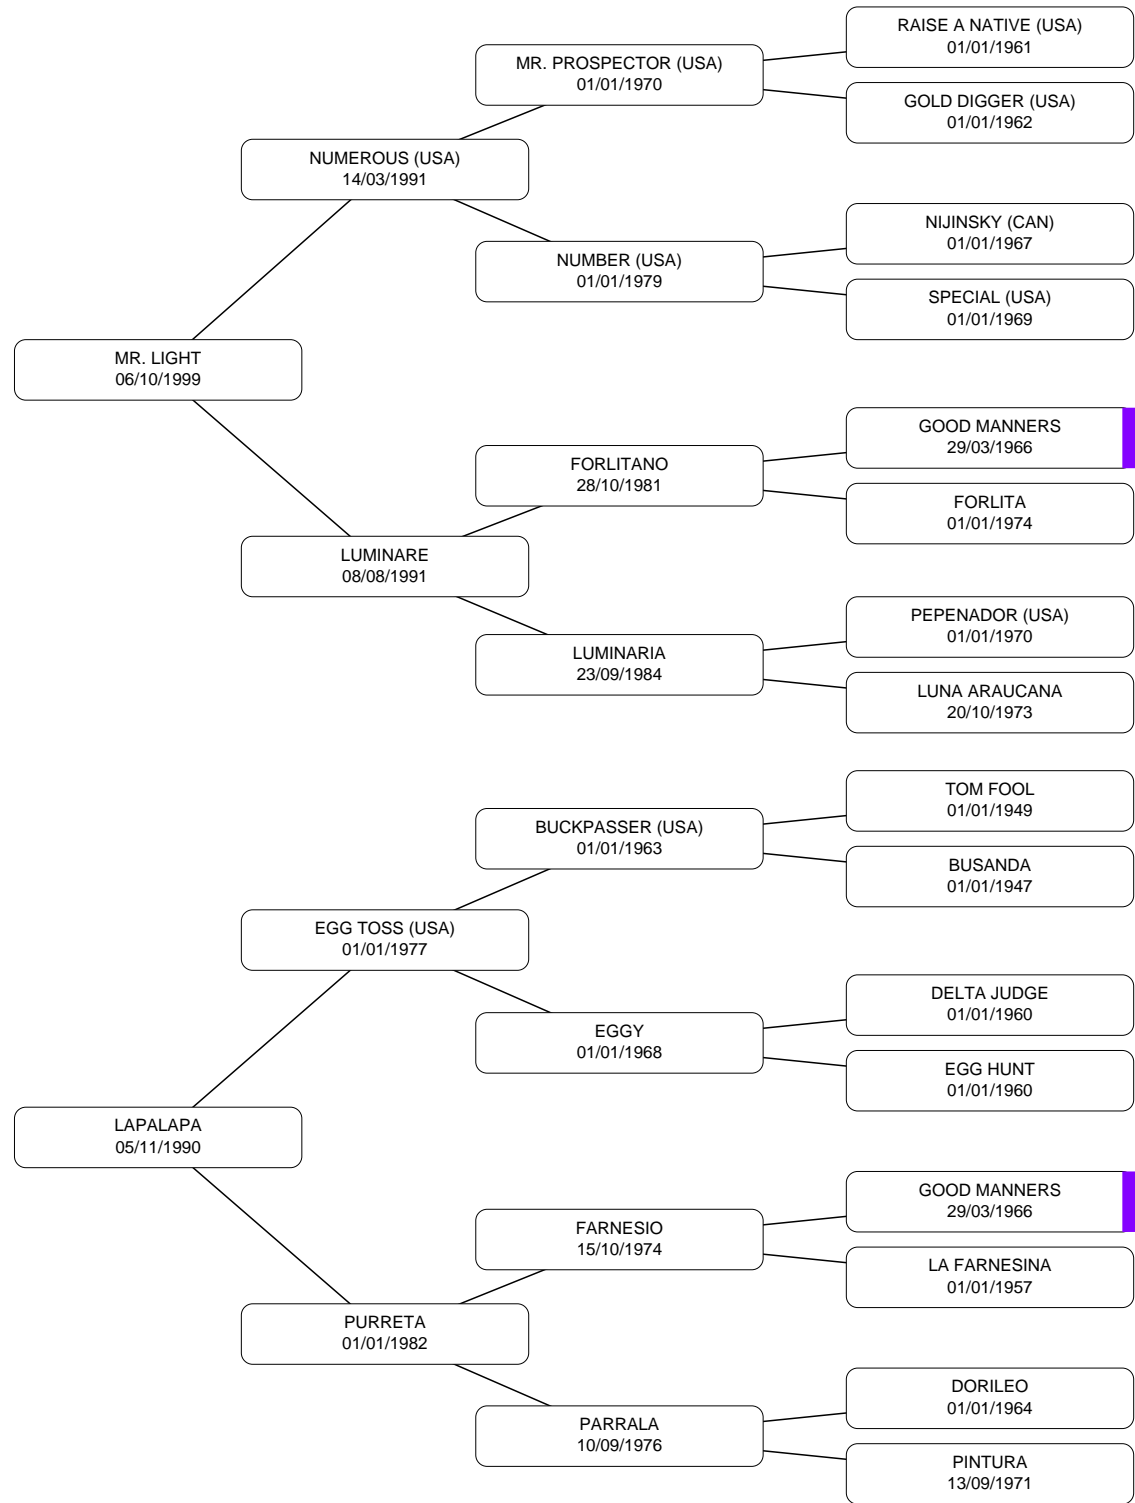 RAISE A NATIVE (USA)
01/01/1961
MR. PROSPECTOR (USA)
01/01/1970
GOLD DIGGER (USA)
01/01/1962
NUMEROUS (USA)
14/03/1991
NIJINSKY (CAN)
01/01/1967
NUMBER (USA)
01/01/1979
SPECIAL (USA)
01/01/1969
MR. LIGHT
06/10/1999
GOOD MANNERS
29/03/1966
FORLITANO
28/10/1981
FORLITA
01/01/1974
LUMINARE
08/08/1991
PEPENADOR (USA)
01/01/1970
LUMINARIA
23/09/1984
LUNA ARAUCANA
20/10/1973
TOM FOOL
01/01/1949
BUCKPASSER (USA)
01/01/1963
BUSANDA
01/01/1947
EGG TOSS (USA)
01/01/1977
DELTA JUDGE
01/01/1960
EGGY
01/01/1968
EGG HUNT
01/01/1960
LAPALAPA
05/11/1990
GOOD MANNERS
29/03/1966
FARNESIO
15/10/1974
LA FARNESINA
01/01/1957
PURRETA
01/01/1982
DORILEO
01/01/1964
PARRALA
10/09/1976
PINTURA
13/09/1971